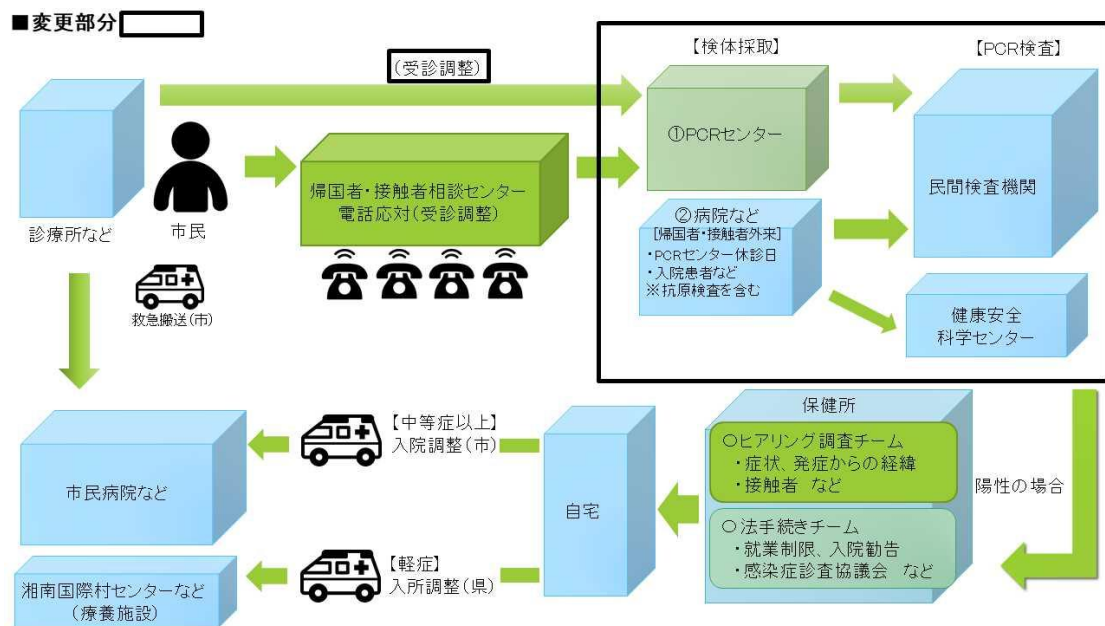 ■変更部分
(受診調整)
【検体採取】
【PCR検査】
①PCRセンター
民間検査機関
帰国者・接触者相談センター
電話応対(受診調整)
診療所など
市民
②病院など
[帰国者・接触者外来]
・PCRセンター休診日
・入院患者など
※抗原検査を含む
健康安全
科学センター
救急搬送(市)
保健所
〇ヒアリング調査チーム
・症状、発症からの経緯
・接触者 など
〇法手続きチーム
・就業制限、入院勧告
・感染症診査協議会 など
陽性の場合
自宅
【中等症以上】
入院調整(市)
市民病院など
【軽症】
入所調整(県)
湘南国際村センターなど
(療養施設)